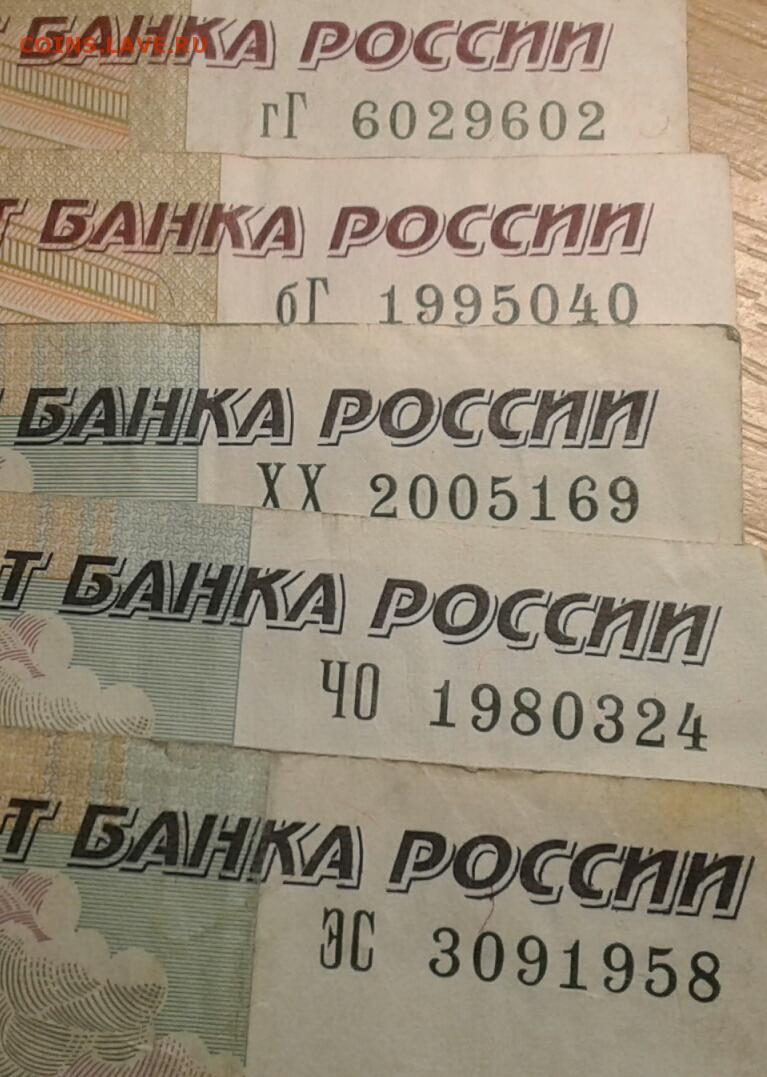 COINS.LAVE.RU
Т БАНКА РОССИИ
гГ 6029602
Т БАНКА РОССИИ
бГ 1995040
Т БАНКА РОССИИ
ХХ 2005169
Т БАНКА РОССИИ
ЧО 1980324
Т БАНКА РОССИИ
ЭС 3091958